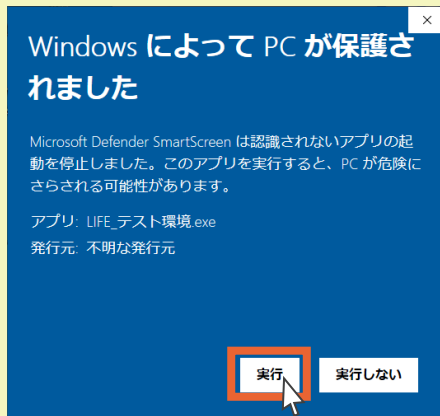 Windows によって PC が保護さ
れました
Microsoft Defender SmartScreen は認識されないアプリの起
動を停止しました。このアプリを実行すると、PC が危険に
さらされる可能性があります。
アプリ: LIFE_テスト環境.exe
発行元: 不明な発行元
実行
実行しない